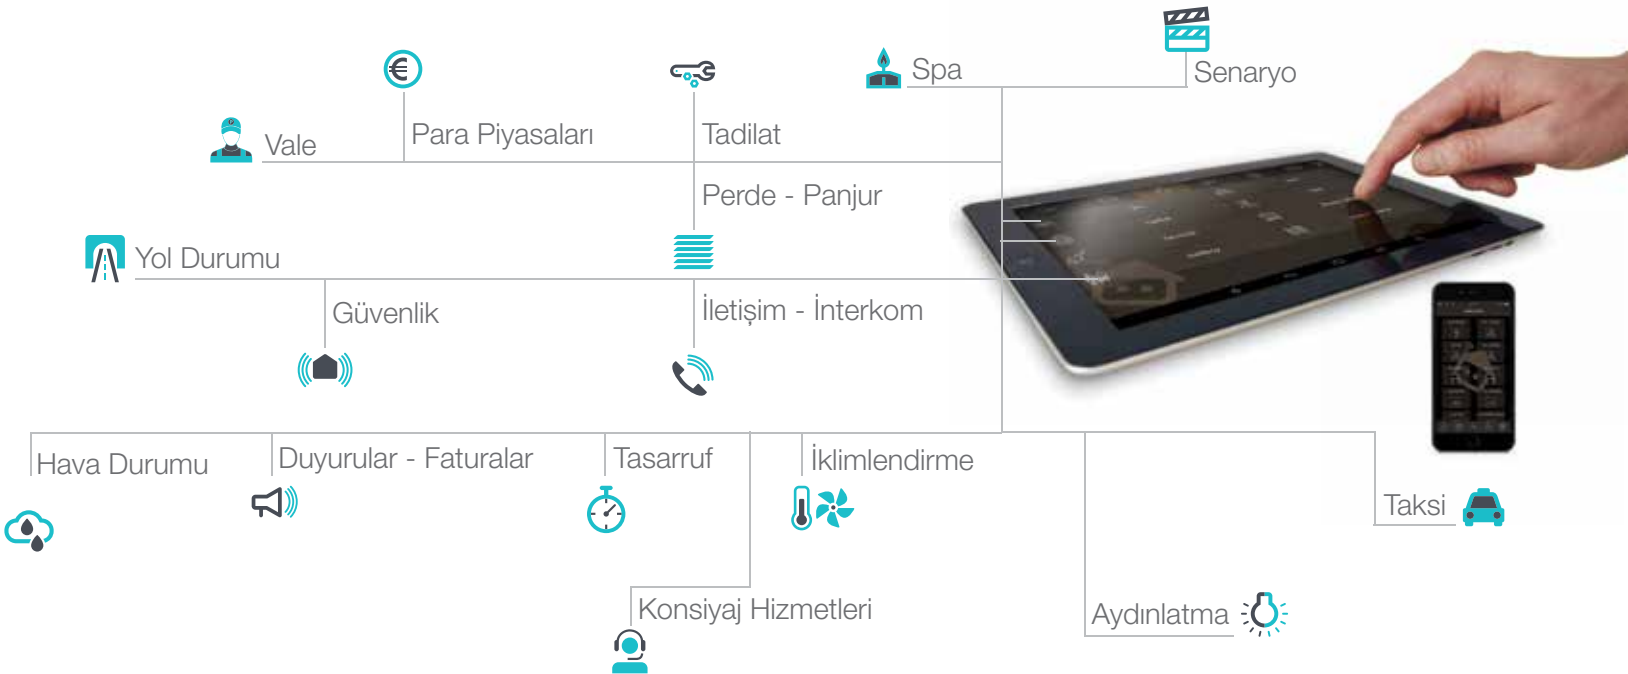 Spa
Senaryo
Vale
Para Piyasaları
Tadilat
Perde - Panjur
Yol Durumu
Güvenlik
İletişim - İnterkom
Hava Durumu
Duyurular - Faturalar
Tasarruf
İklimlendirme
Taksi
Konsiyaj Hizmetleri
Aydınlatma